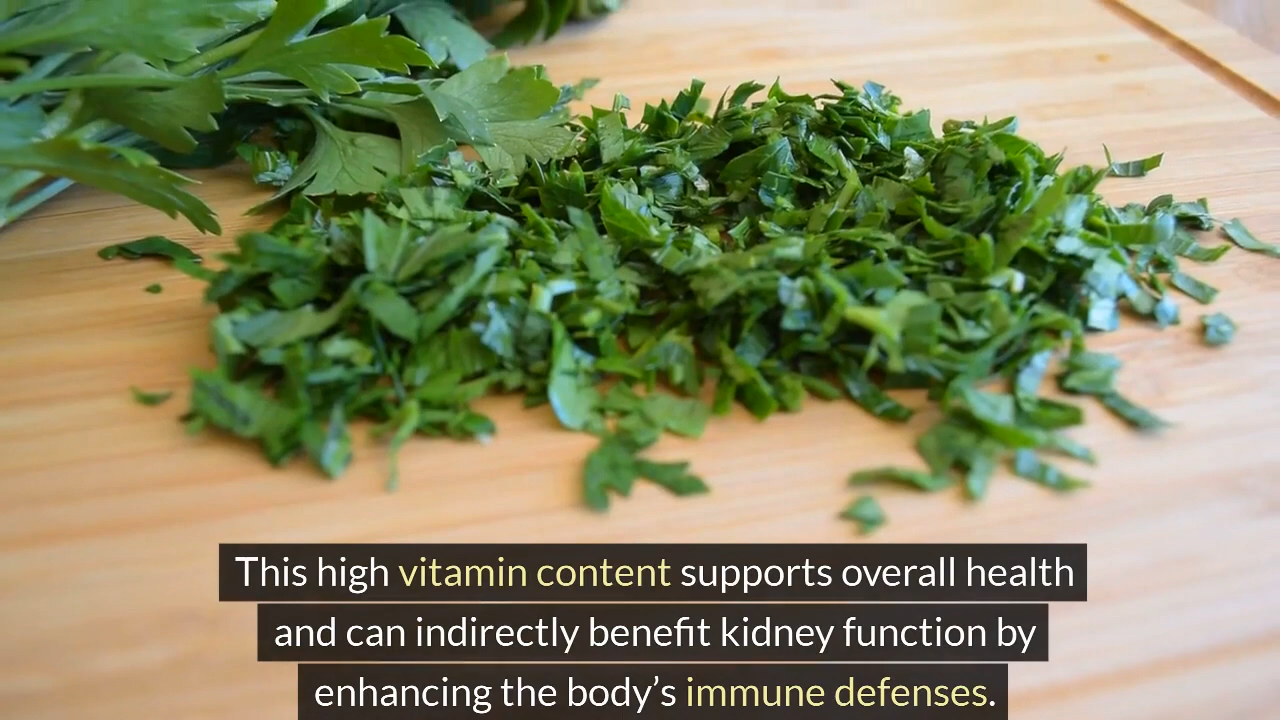 This high vitamin content supports overall health
and can indirectly benefit kidney function by
enhancing the body’s immune defenses.